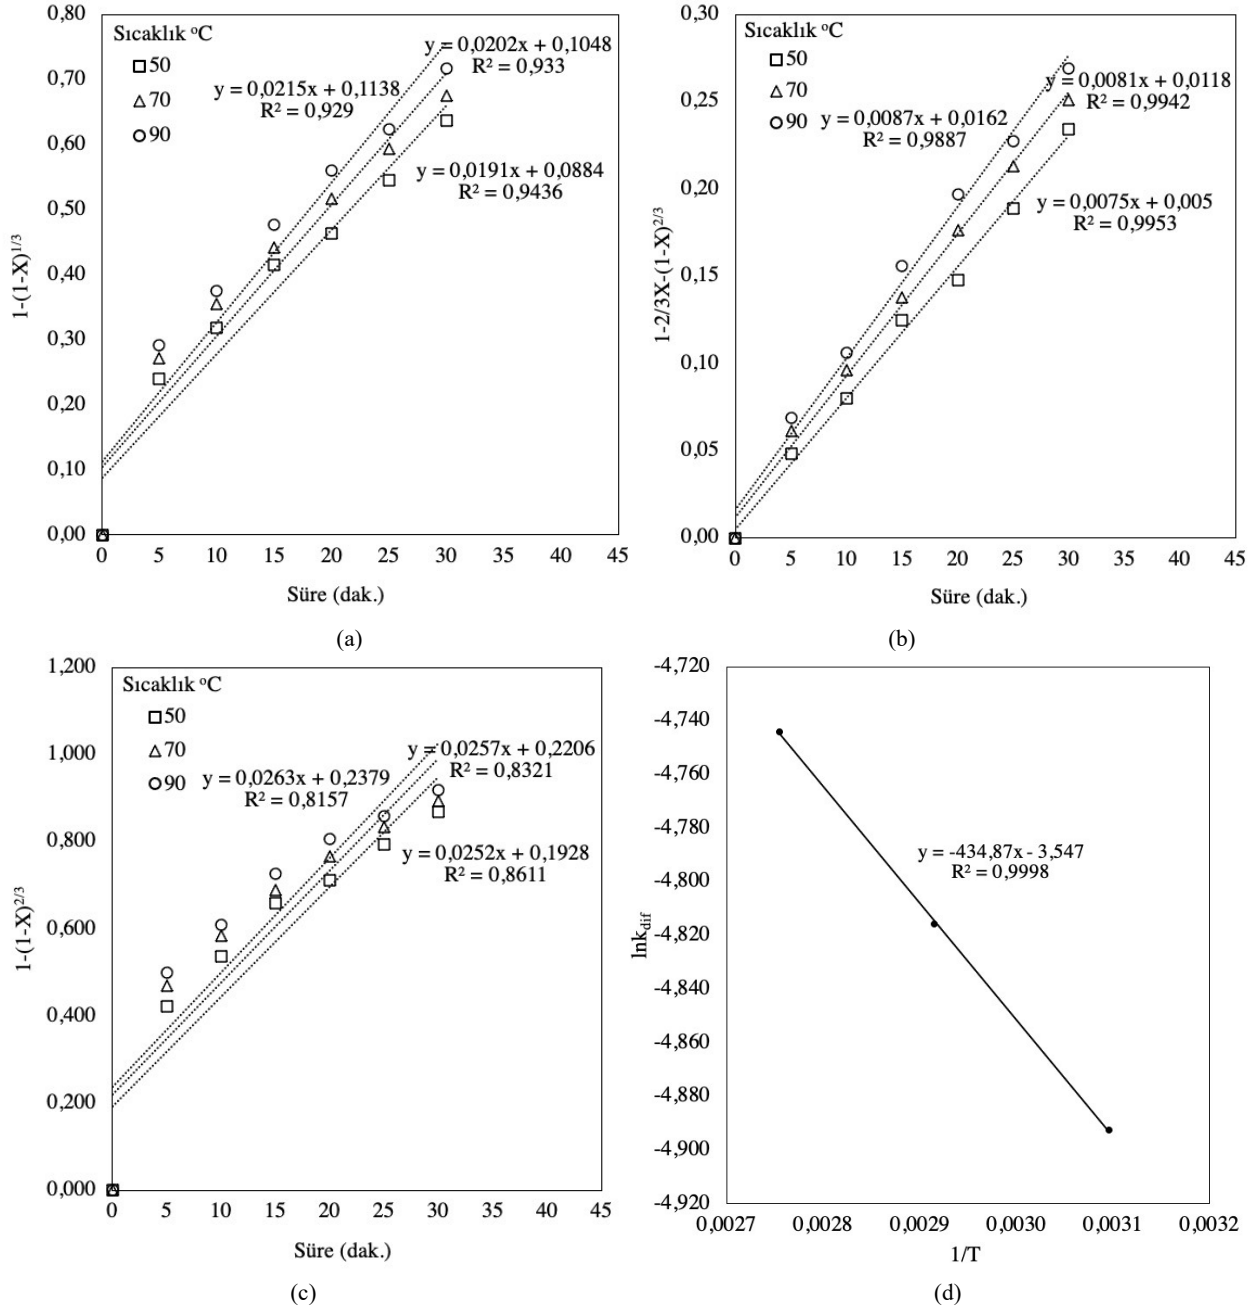 0,80
0,70
0,60
0,50
0,40
0,30
0,20
0,10
0,00
1-(1-X)^1/3
Sıcaklık °C
50
70
90
y = 0,0202x + 0,1048
R² = 0,933
y = 0,0215x + 0,1138
R² = 0,929
y = 0,0191x + 0,0884
R² = 0,9436
0 5 10 15 20 25 30 35 40 45
Süre (dak.)
(a)
0,30
0,25
0,20
0,15
0,10
0,05
0,00
1-2/3X-(1-X)^2/3
Sıcaklık °C
50
70
90
y = 0,0081x + 0,0118
R² = 0,9942
y = 0,0087x + 0,0162
R² = 0,9887
y = 0,0075x + 0,005
R² = 0,9953
0 5 10 15 20 25 30 35 40 45
Süre (dak.)
(b)
1,200
1,000
0,800
0,600
0,400
0,200
0,000
1-(1-X)^2/3
Sıcaklık °C
50
70
90
y = 0,0257x + 0,2206
R² = 0,8321
y = 0,0263x + 0,2379
R² = 0,8157
y = 0,0252x + 0,1928
R² = 0,8611
0 5 10 15 20 25 30 35 40 45
Süre (dak.)
(c)
-4,720
-4,740
-4,760
-4,780
-4,800
-4,820
-4,840
-4,860
-4,880
-4,900
-4,920
lnk_dif
y = -434,87x - 3,547
R² = 0,9998
0,0027 0,0028 0,0029 0,0030 0,0031 0,0032
1/T
(d)